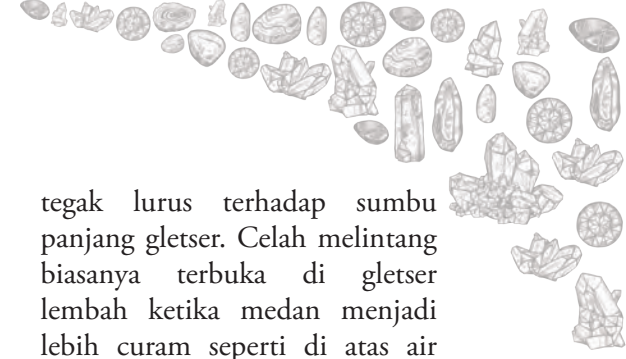 tegak lurus terhadap sumbu
panjang gletser. Celah melintang
biasanya terbuka di gletser
lembah ketika medan menjadi
lebih curam seperti di atas air